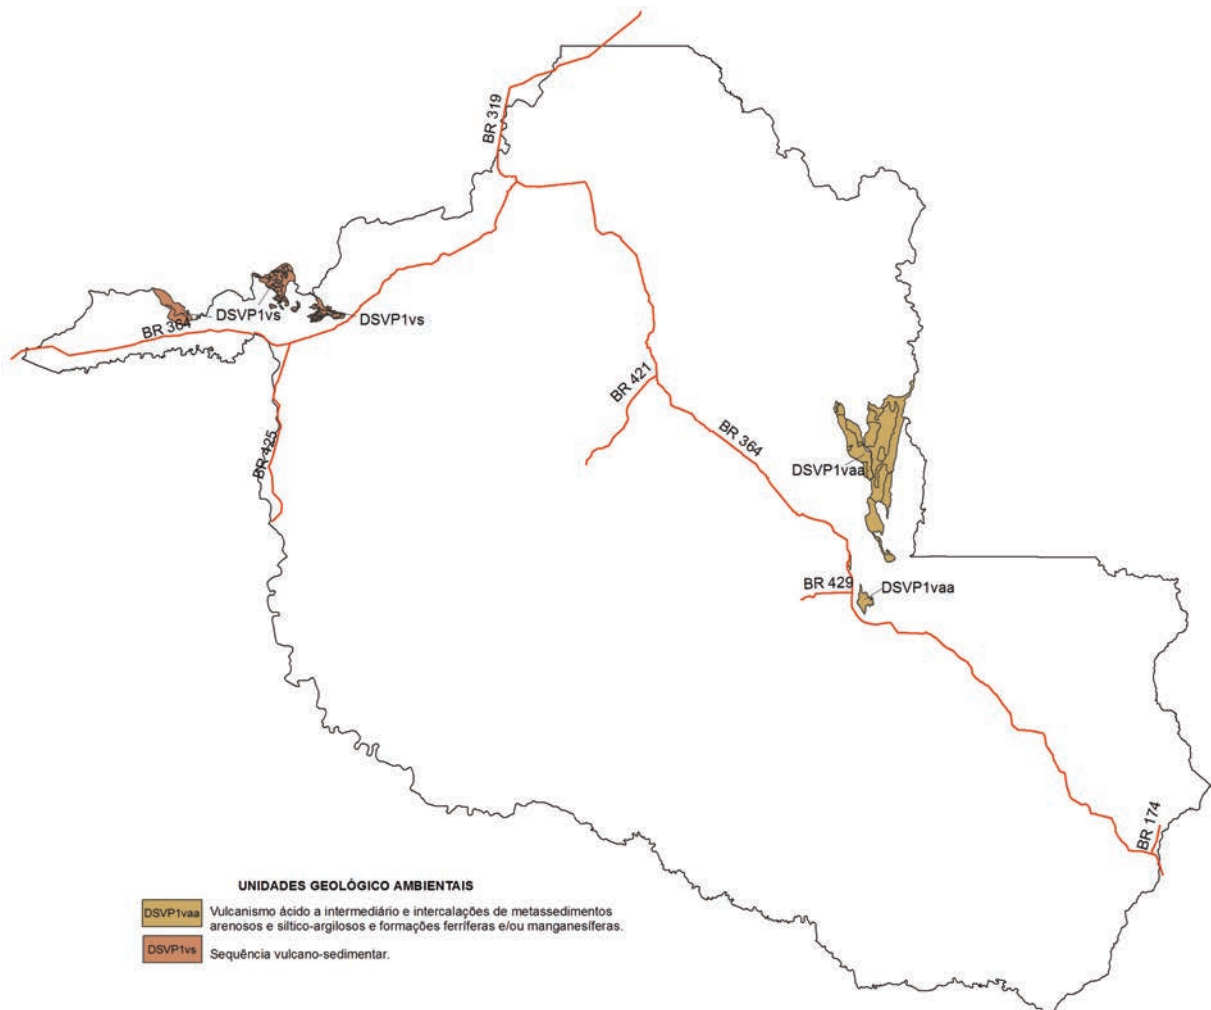 BR 319
DSVP1vs
DSVP1vs
BR 364
BR 425
BR 421
BR 364
DSVP1vaa
BR 429
DSVP1vaa
BR 174
UNIDADES GEOLÓGICO AMBIENTAIS
DSVP1vaa Vulcanismo ácido a intermediário e intercalações de metassedimentos
arenosos e síltico-argilosos e formações ferríferas e/ou manganesíferas.
DSVP1vs Sequência vulcano-sedimentar.